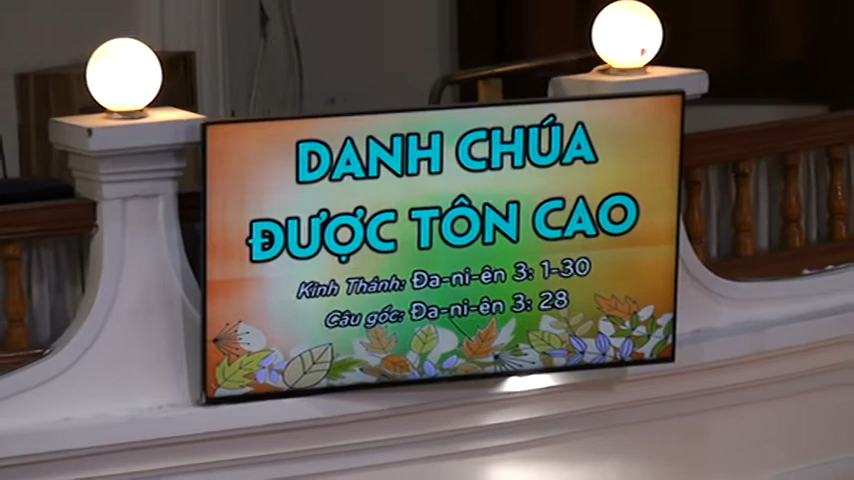 DANH CHÚA
ĐƯỢC TÔN CAO
Kinh Thánh: Đa-ni-ên 3: 1-30
Câu gốc: Đa-ni-ên 3: 28